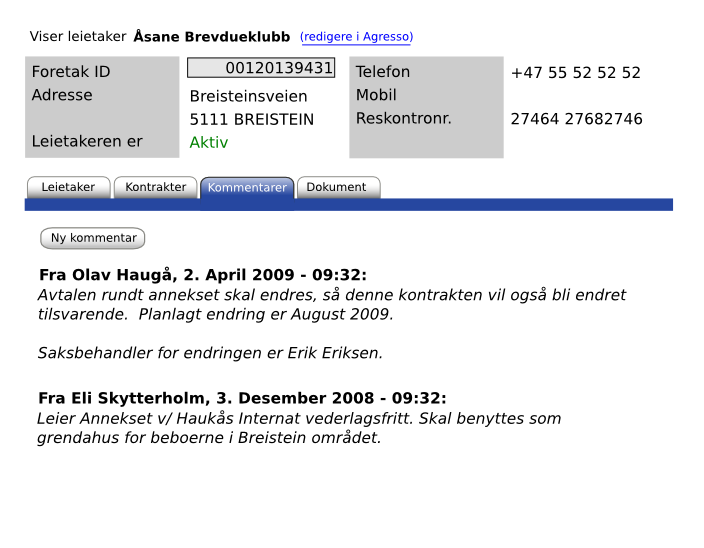 Viser leietaker Åsane Brevdueklubb (redigere i Agresso)
Foretak ID 00120139431 Telefon +47 55 52 52 52
Adresse Breisteinsveien Mobil
5111 BREISTEIN Reskontronr. 27464 27682746
Leietakeren er Aktiv
Leietaker Kontrakter Kommentarer Dokument
Ny kommentar
Fra Olav Haugå, 2. April 2009 - 09:32:
Avtalen rundt annekset skal endres, så denne kontrakten vil også bli endret
tilsvarende.  Planlagt endring er August 2009.
Saksbehandler for endringen er Erik Eriksen.
Fra Eli Skytterholm, 3. Desember 2008 - 09:32:
Leier Annekset v/ Haukås Internat vederlagsfritt. Skal benyttes som
grendahus for beboerne i Breistein området.